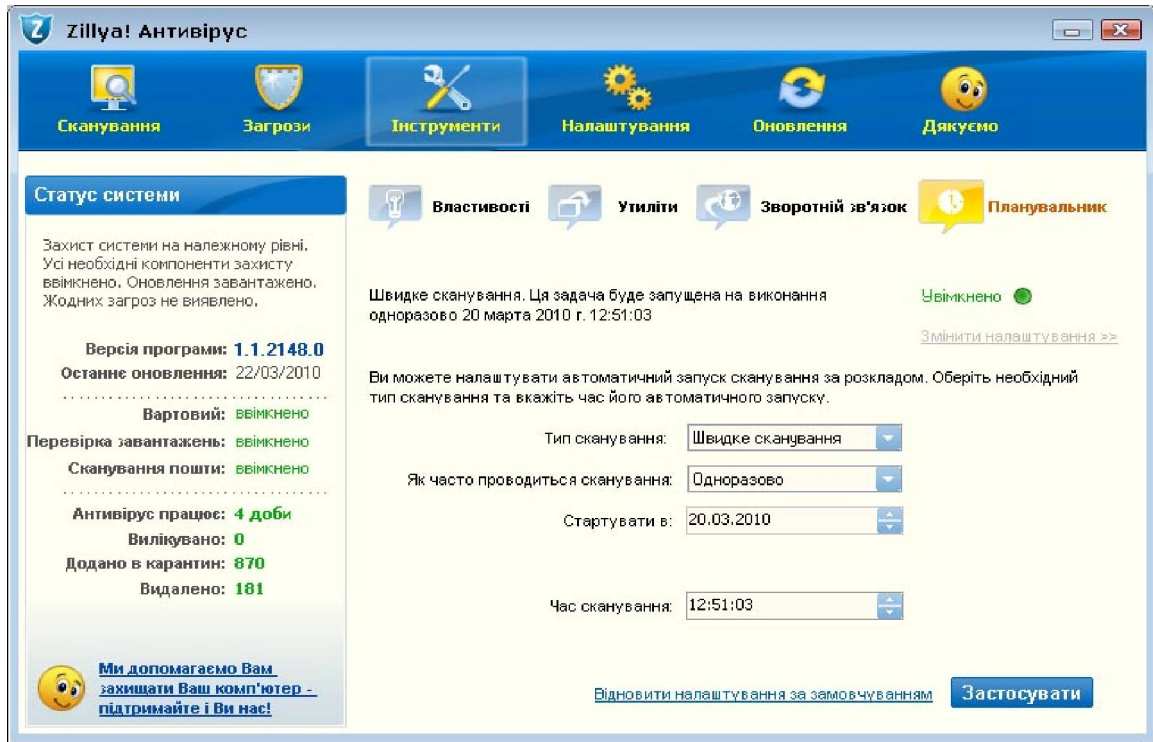 Zillya! Антивірус
Сканування
Загрози
Інструменти
Налаштування
Оновлення
Дякуємо
Статус системи
Захист системи на належному рівні.
Усі необхідні компоненти захисту
ввімкнено. Оновлення завантажено.
Жодних загроз не виявлено.
Версія програми: 1.1.2148.0
Останнє оновлення: 22/03/2010
Вартовий: ввімкнено
Перевірка завантажень: ввімкнено
Сканування пошти: ввімкнено
Антивірус працює: 4 доби
Вилікувано: 0
Додано в карантин: 870
Видалено: 181
Ми допомагаємо Вам
захищати Ваш комп'ютер -
підтримайте і Ви нас!
Властивості
Утиліти
Зворотній зв'язок
Планувальник
Швидке сканування. Ця задача буде запущена на виконання
одноразово 20 марта 2010 г. 12:51:03
Увімкнено
Змінити налаштування >>
Ви можете налаштувати автоматичний запуск сканування за розкладом. Оберіть необхідний
тип сканування та вкажіть час його автоматичного запуску.
Тип сканування: Швидке сканування
Як часто проводиться сканування: Одноразово
Стартувати в: 20.03.2010
Час сканування: 12:51:03
Відновити налаштування за замовчуванням
Застосувати